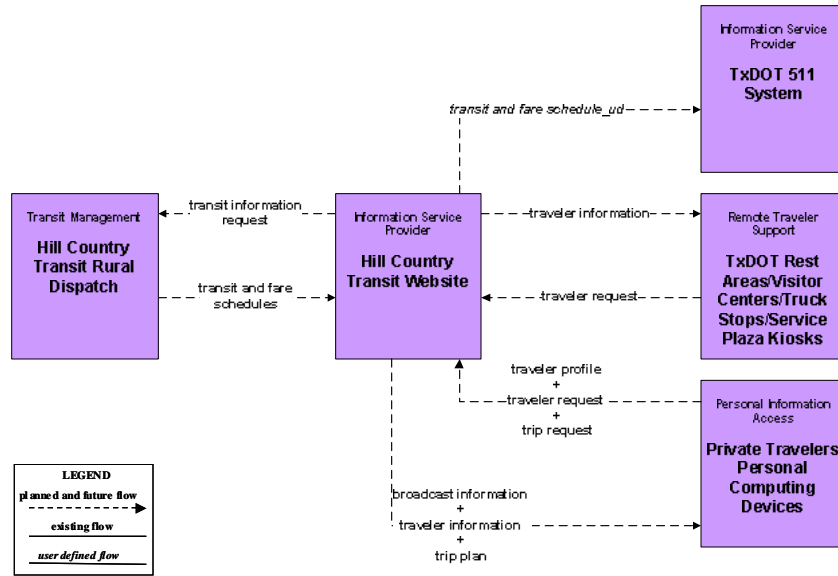 Information Service
Provider
TxDOT 511
System
transit and fare schedule_ud
Transit Management
Hill Country
Transit Rural
Dispatch
transit information
request
transit and fare
schedules
Information Service
Provider
Hill Country
Transit Website
traveler information
traveler request
Remote Traveler
Support
TxDOT Rest
Areas/Visitor
Centers/Truck
Stops/Service
Plaza Kiosks
traveler profile
+
traveler request
+
trip request
Personal Information
Access
Private Travelers
Personal
Computing
Devices
broadcast information
+
traveler information
+
trip plan
LEGEND
planned and future flow
existing flow
user defined flow